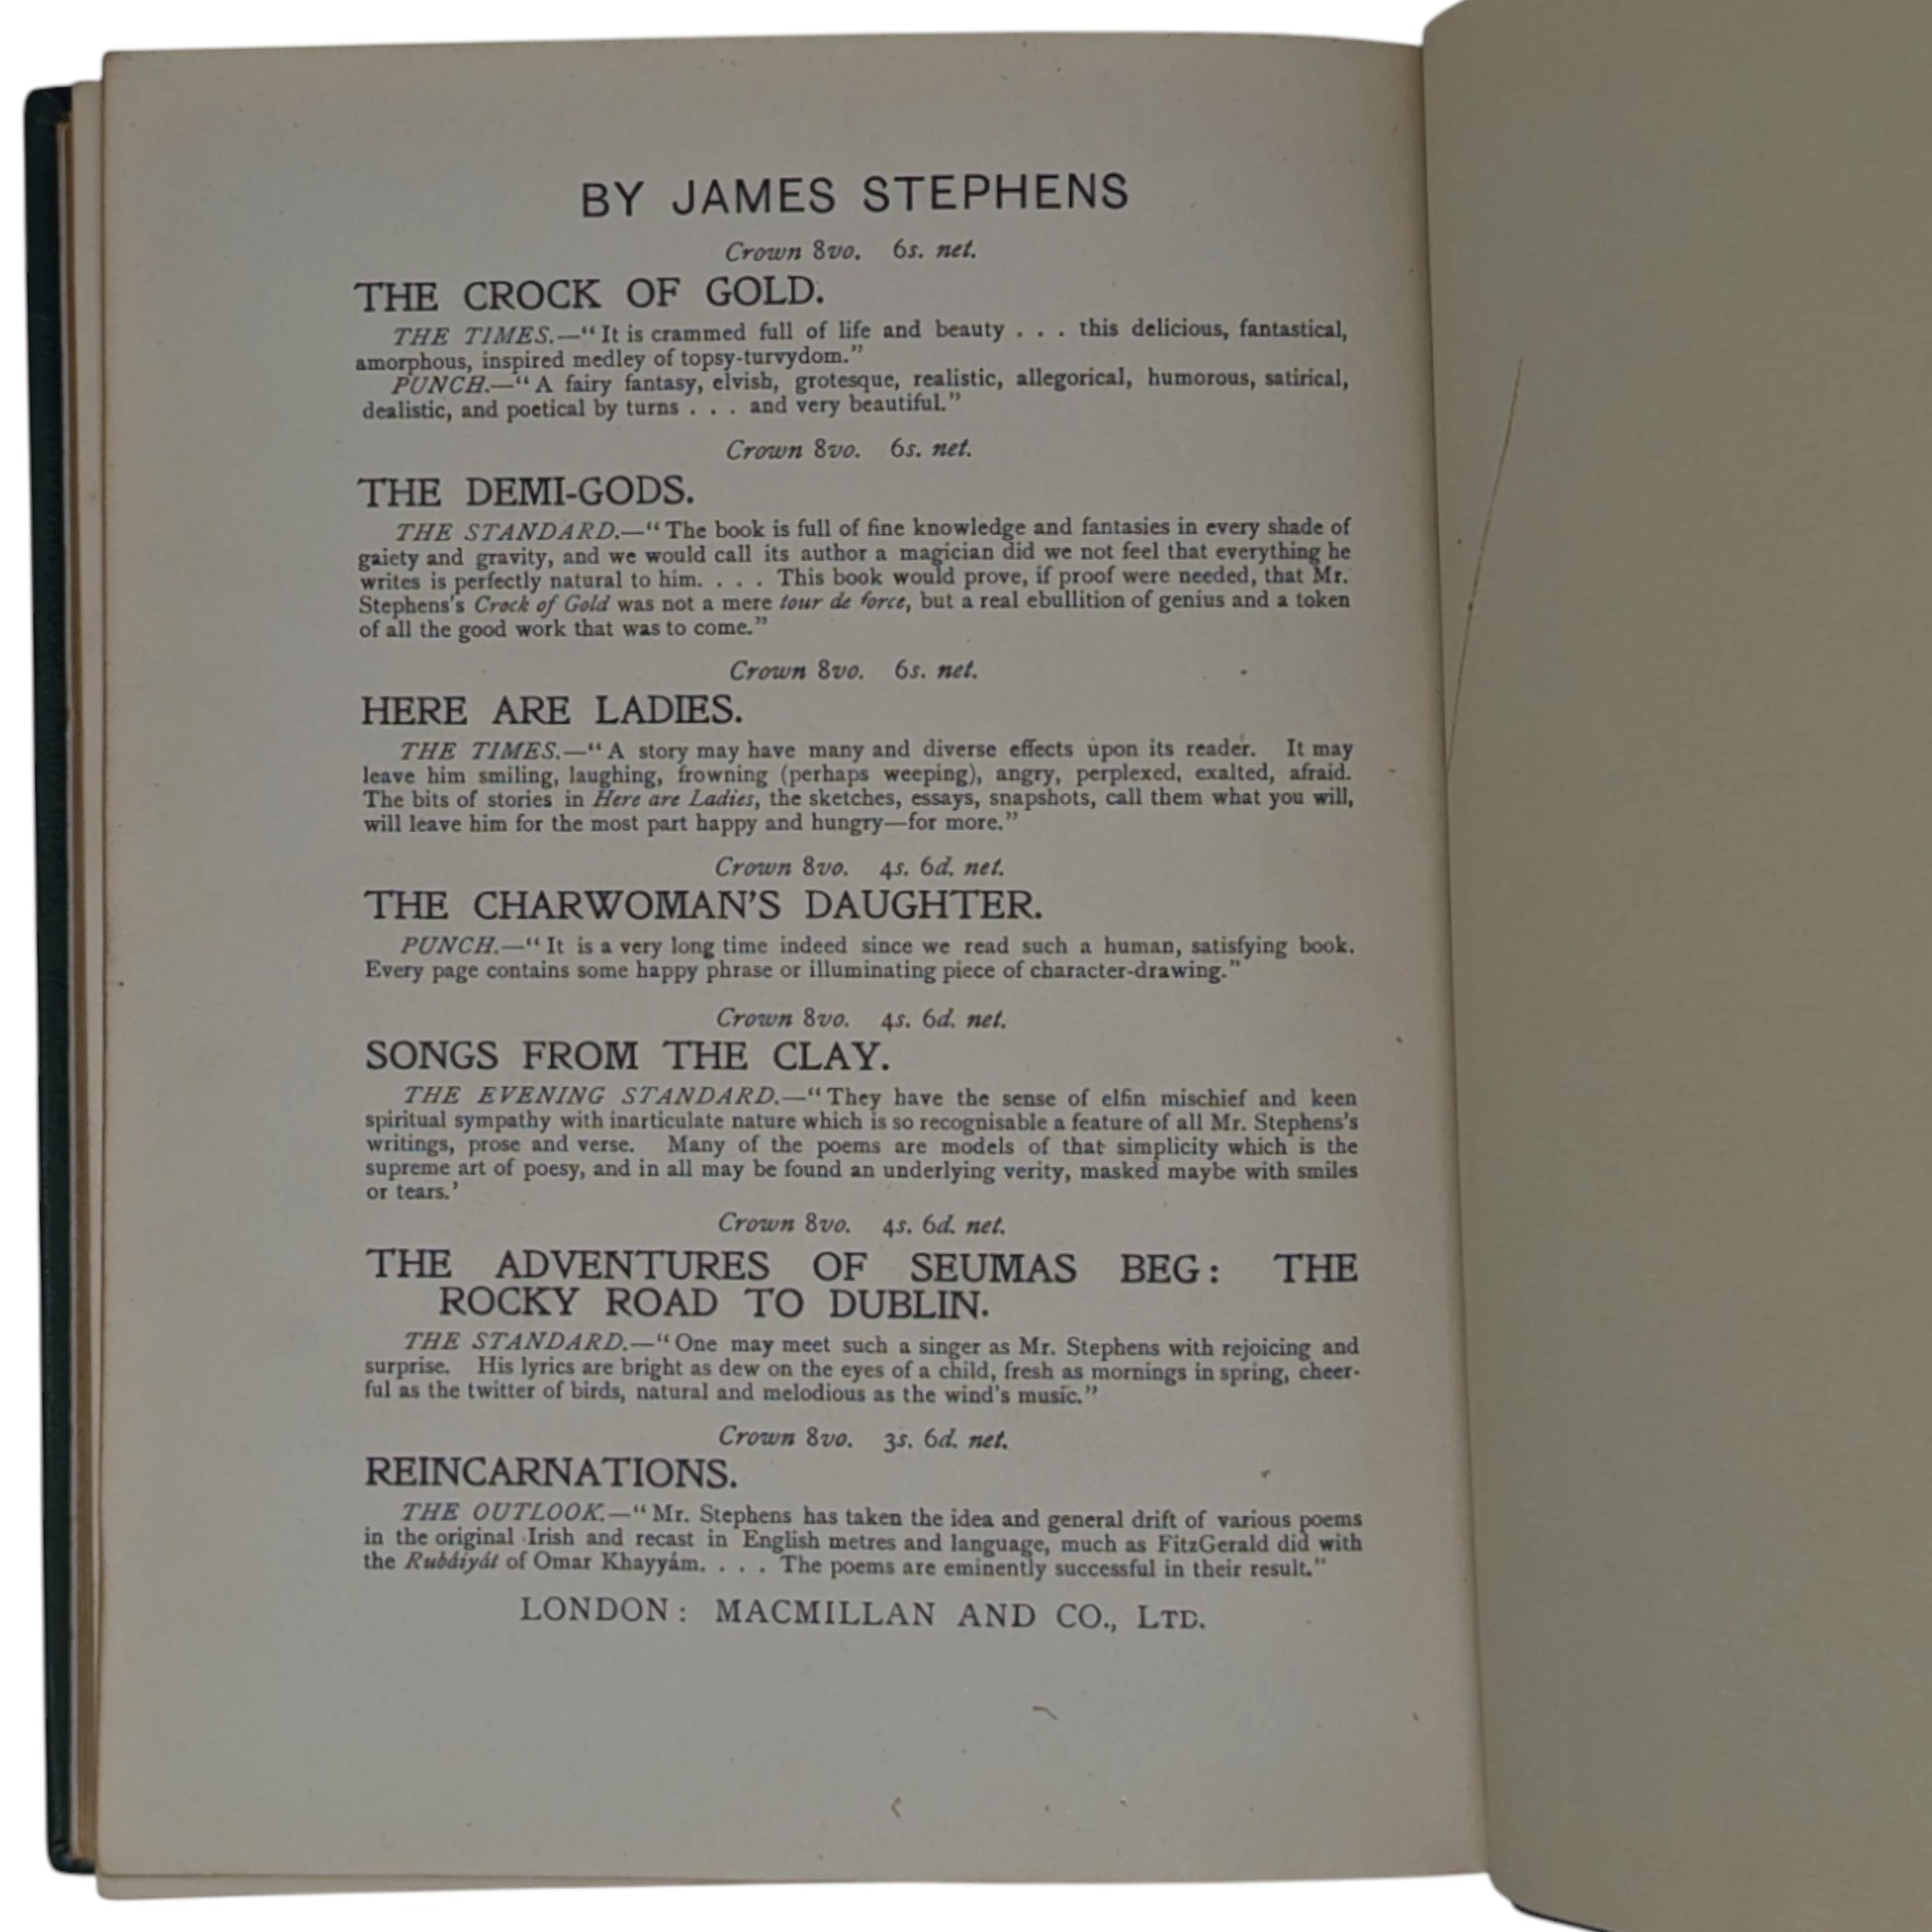 BY JAMES STEPHENS
Crown 8vo. 6s. net.
THE CROCK OF GOLD.
THE TIMES.—“It is crammed full of life and beauty . . . this delicious, fantastical,
amorphous, inspired medley of topsy-turvydom.”
PUNCH.—“A fairy fantasy, elvish, grotesque, realistic, allegorical, humorous, satirical,
dealistic, and poetical by turns . . . and very beautiful.”
Crown 8vo. 6s. net.
THE DEMI-GODS.
THE STANDARD.—“The book is full of fine knowledge and fantasies in every shade of
gaiety and gravity, and we would call its author a magician did we not feel that everything he
writes is perfectly natural to him. . . . This book would prove, if proof were needed, that Mr.
Stephens's Crock of Gold was not a mere tour de force, but a real ebullition of genius and a token
of all the good work that was to come.”
Crown 8vo. 6s. net.
HERE ARE LADIES.
THE TIMES.—“A story may have many and diverse effects upon its reader. It may
leave him smiling, laughing, frowning (perhaps weeping), angry, perplexed, exalted, afraid.
The bits of stories in Here are Ladies, the sketches, essays, snapshots, call them what you will,
will leave him for the most part happy and hungry—for more.”
Crown 8vo. 4s. 6d. net.
THE CHARWOMAN'S DAUGHTER.
PUNCH.—“It is a very long time indeed since we read such a human, satisfying book.
Every page contains some happy phrase or illuminating piece of character-drawing.”
Crown 8vo. 4s. 6d. net.
SONGS FROM THE CLAY.
THE EVENING STANDARD.—“They have the sense of elfin mischief and keen
spiritual sympathy with inarticulate nature which is so recognisable a feature of all Mr. Stephens's
writings, prose and verse. Many of the poems are models of that simplicity which is the
supreme art of poesy, and in all may be found an underlying verity, masked maybe with smiles
or tears.’
Crown 8vo. 4s. 6d. net.
THE ADVENTURES OF SEUMAS BEG: THE
ROCKY ROAD TO DUBLIN.
THE STANDARD.—“One may meet such a singer as Mr. Stephens with rejoicing and
surprise. His lyrics are bright as dew on the eyes of a child, fresh as mornings in spring, cheer-
ful as the twitter of birds, natural and melodious as the wind's music.”
Crown 8vo. 3s. 6d. net.
REINCARNATIONS.
THE OUTLOOK.—“Mr. Stephens has taken the idea and general drift of various poems
in the original Irish and recast in English metres and language, much as FitzGerald did with
the Rubáiyát of Omar Khayyám. . . . The poems are eminently successful in their result.”
LONDON: MACMILLAN AND CO., LTD.